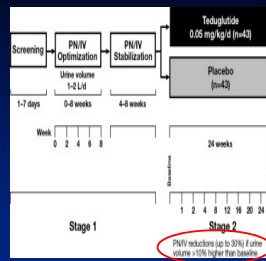 Teduglutide
0.05 mg/kg/d (n=43)
Screening
PN/IV
Optimization
PN/IV
Stabilization
Urine volume
1–2 L/d
Placebo
(n=43)
1–7 days
0–8 weeks
4–8 weeks
24 weeks
Week
0 2 4 6 8
Baseline
1 2 4 8 12 16 20 24
Stage 1
Stage 2
PN/IV reductions (up to 30%) if urine
volume >10% higher than baseline